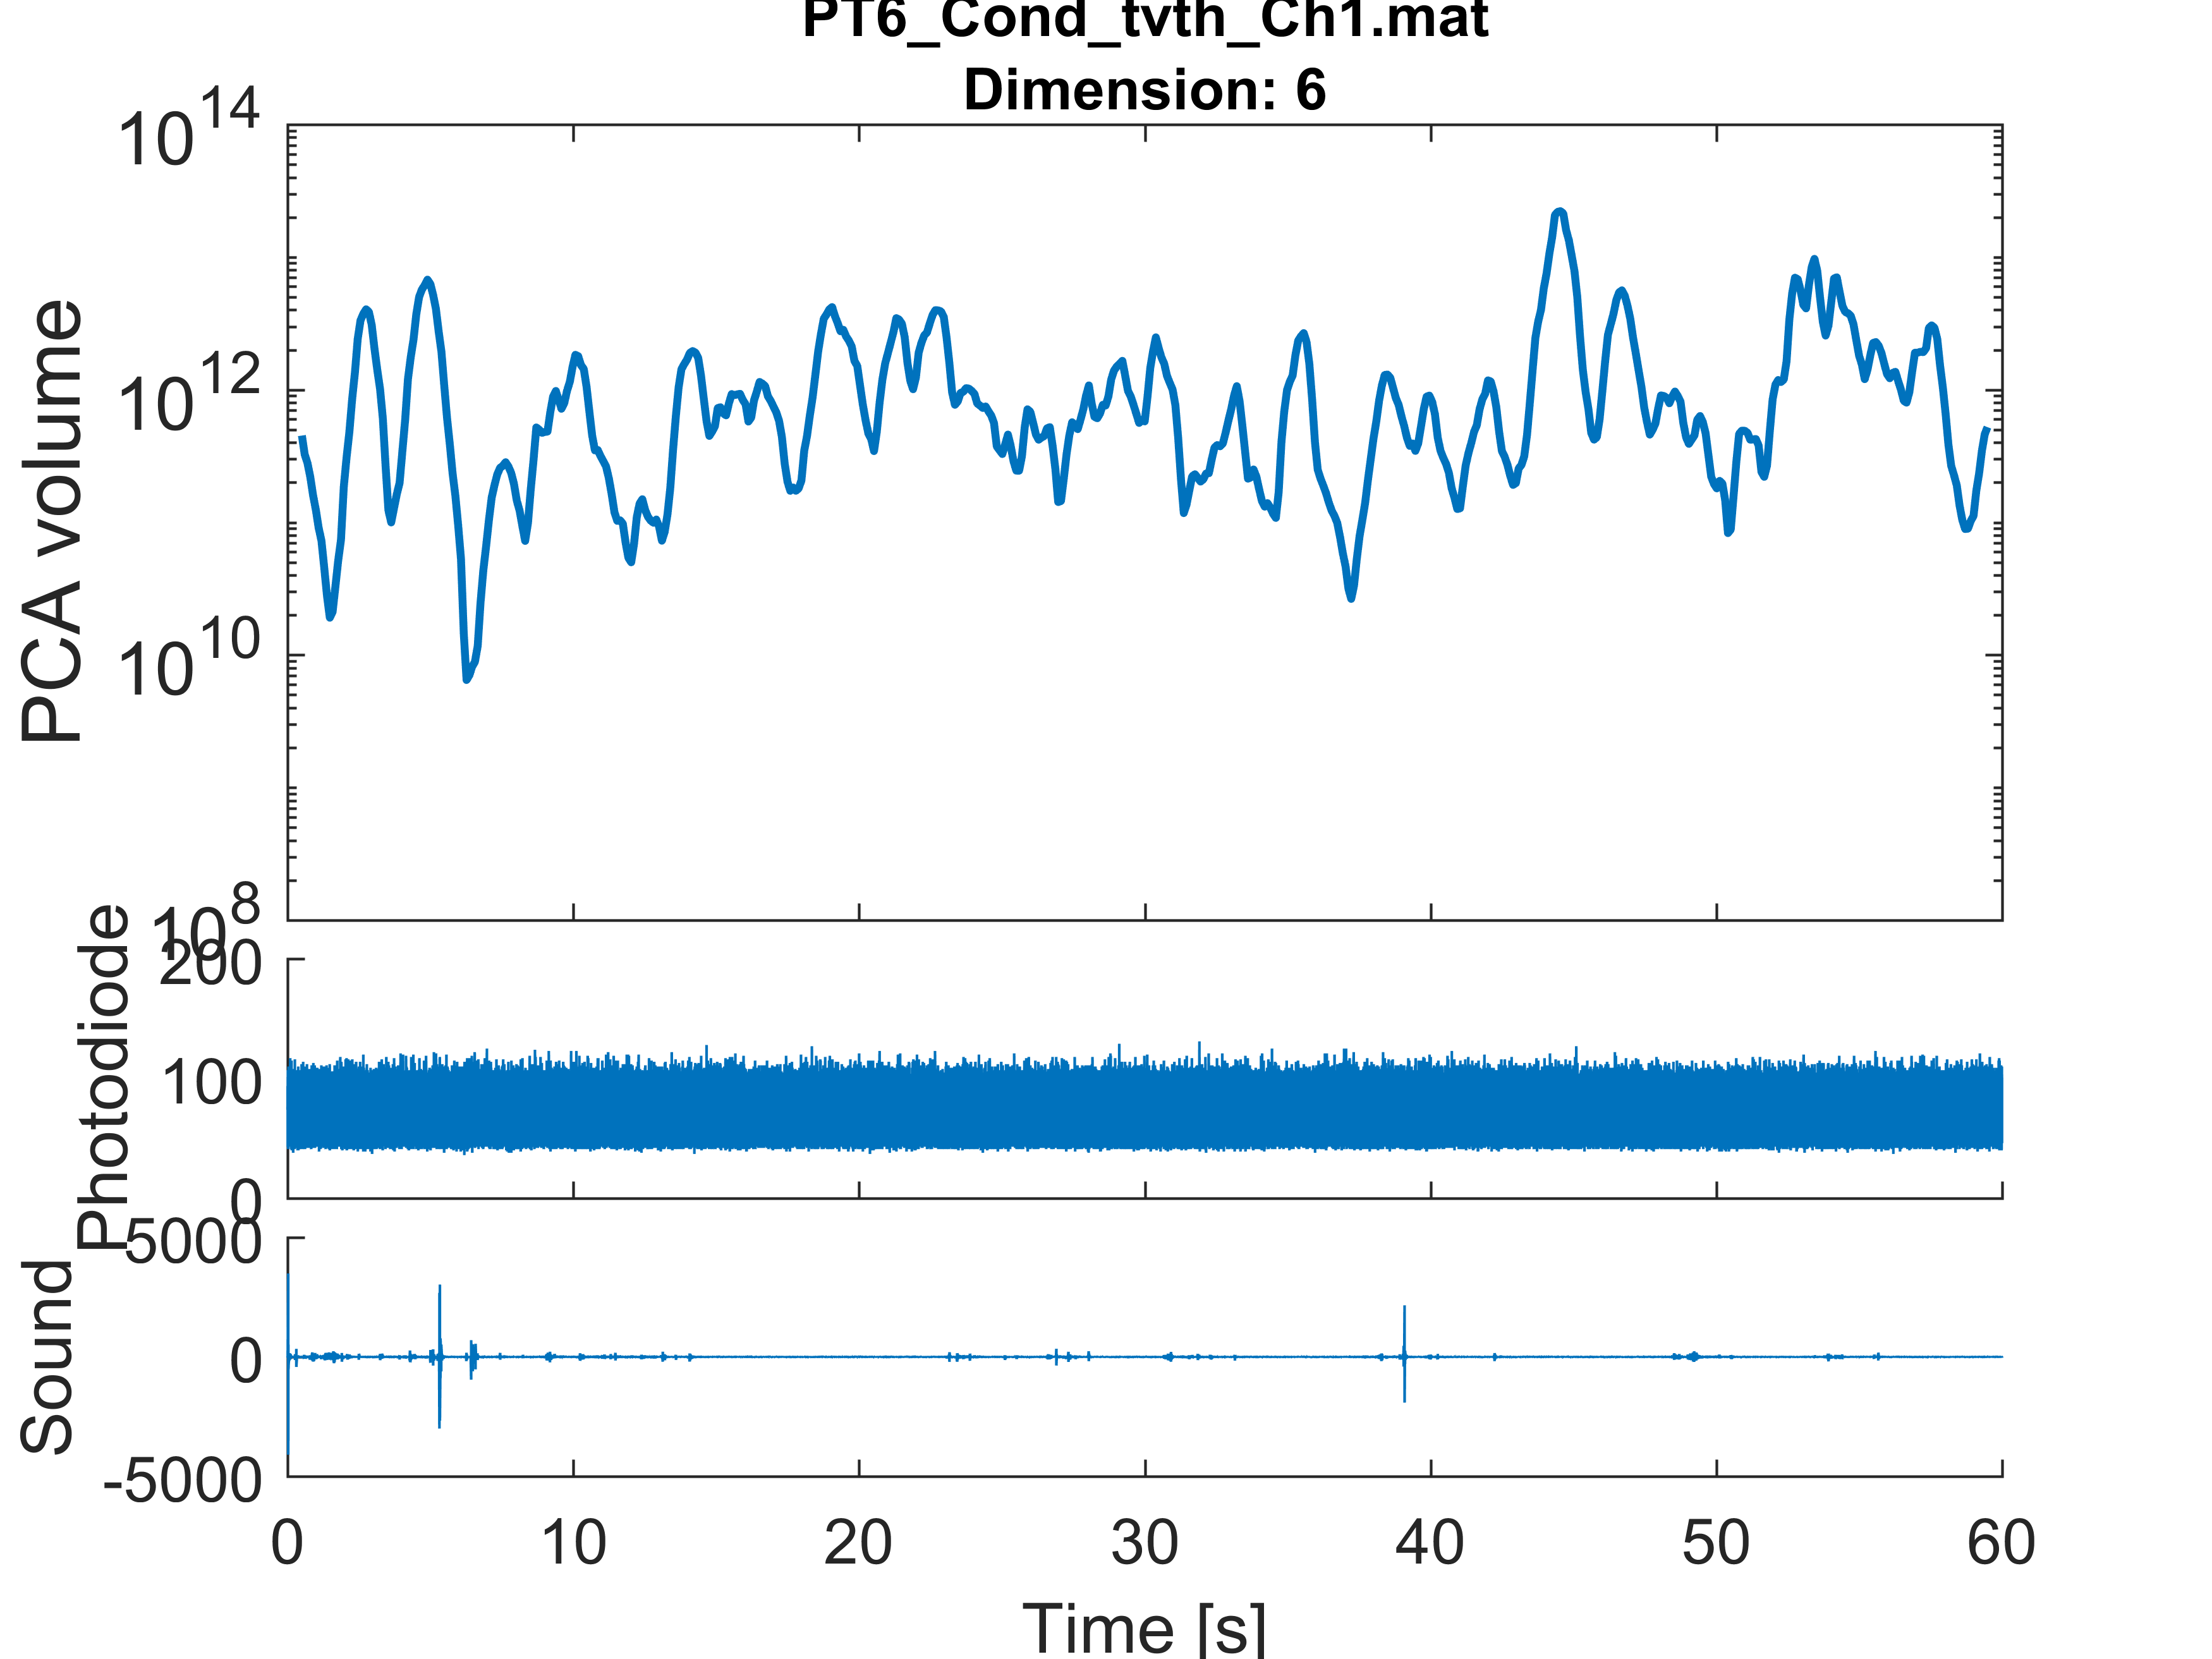 PT6_Cond_tvth_Ch1.mat
Dimension: 6
10^14
10^12
10^10
10^8
PCA volume
200
100
0
Photodiode
5000
0
-5000
Sound
0 10 20 30 40 50 60
Time [s]